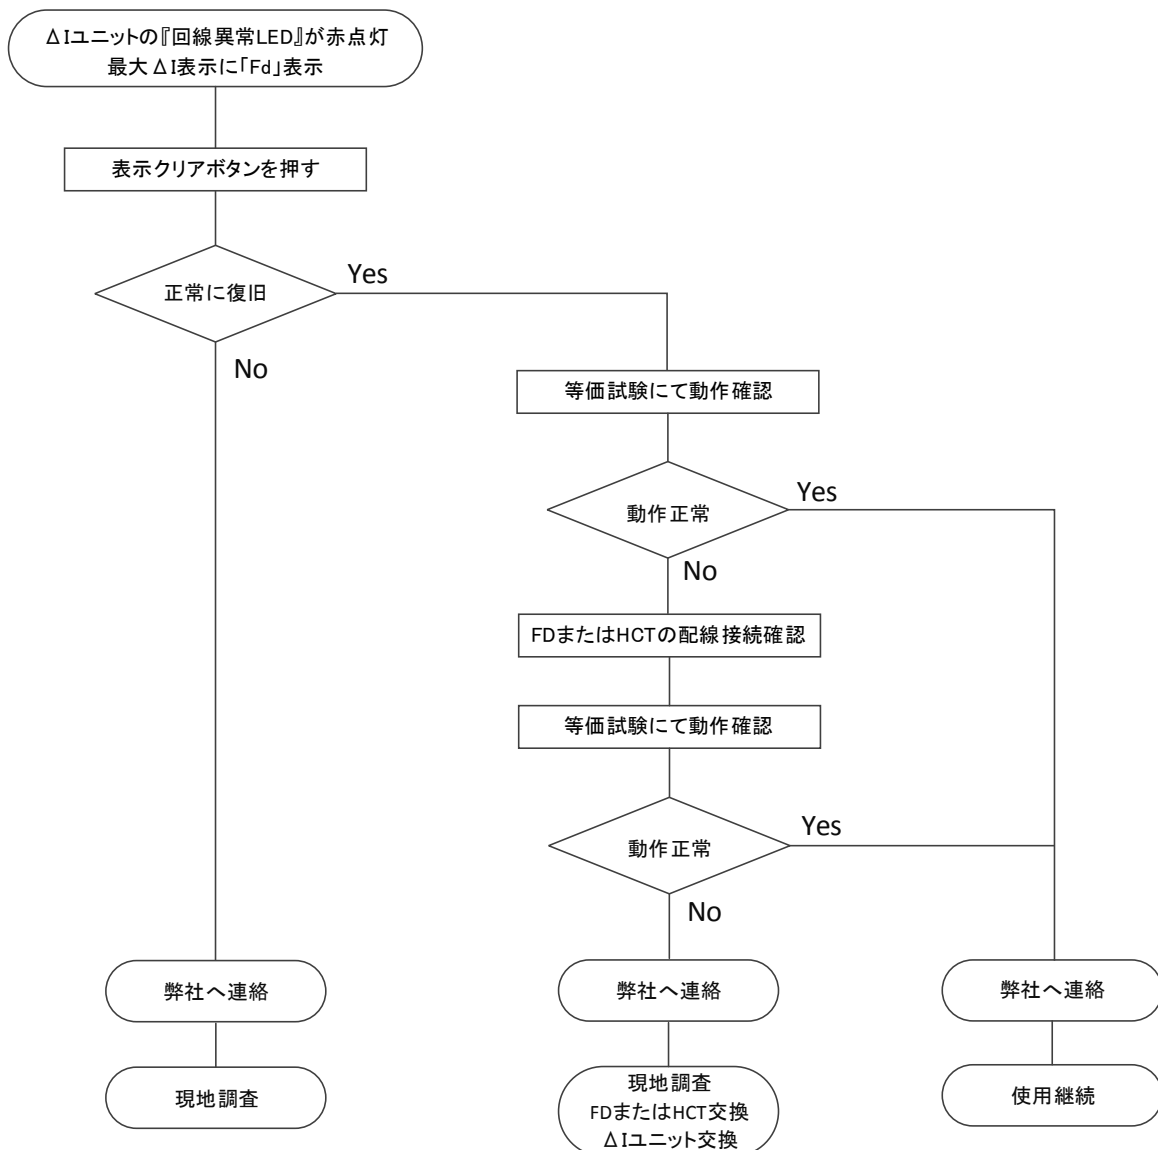 ΔIユニットの『回線異常LED』が赤点灯
最大ΔI表示に「Fd」表示
表示クリアボタンを押す
正常に復旧
Yes
No
等価試験にて動作確認
動作正常
Yes
No
FDまたはHCTの配線接続確認
等価試験にて動作確認
動作正常
Yes
No
弊社へ連絡
弊社へ連絡
弊社へ連絡
現地調査
現地調査
FDまたはHCT交換
ΔIユニット交換
使用継続